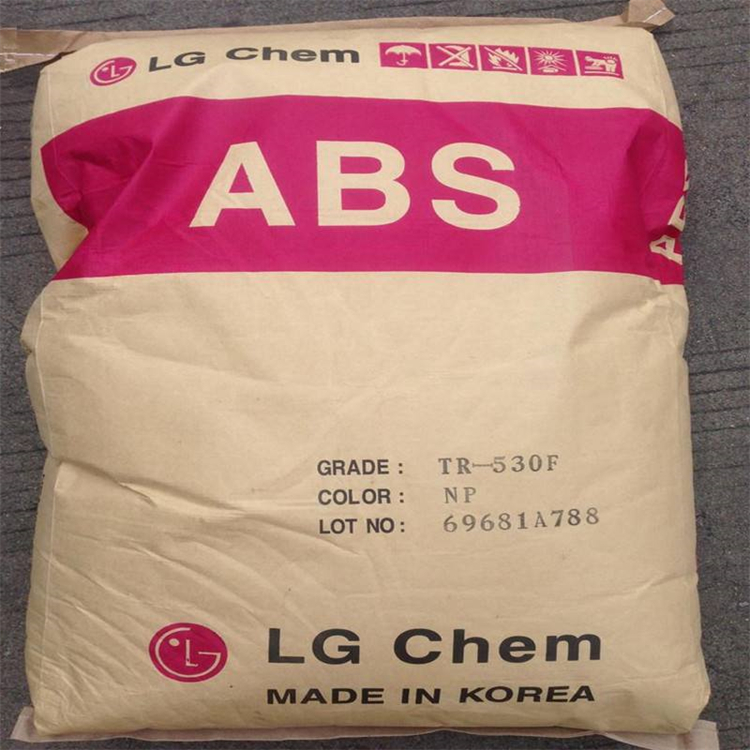 LG Chem
ABS
GRADE : TR-530F
COLOR : NP
LOT NO : 69681A788
LG Chem
MADE IN KOREA